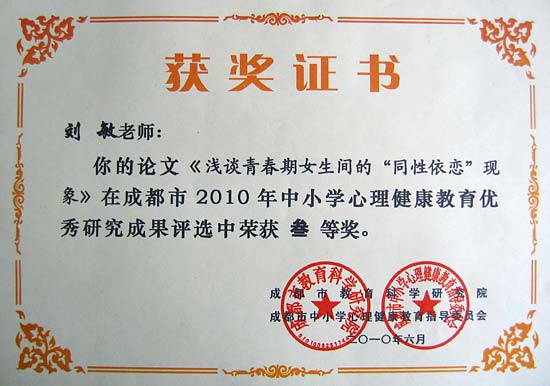 获奖证书
刘 敏老师：
你的论文《浅谈青春期女生间的“同性依恋”现
象》在成都市 2010 年中小学心理健康教育优
秀研究成果评选中荣获 叁 等奖。
成都市教育科学研究院
成都市中小学心理健康教育指导委员会
二〇一〇年六月